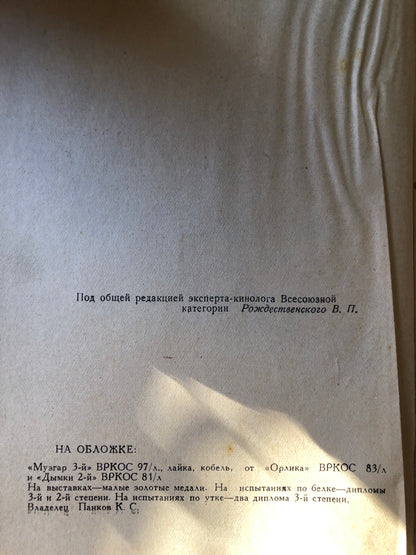 Под общей редакцией эксперта-кинолога Всесоюзной
категории Рождественского В. П.
НА ОБЛОЖКЕ:
«Музгар 3-й» ВРКОС 97/л., лайка, кобель, от «Орлика» ВРКОС 83/л
и «Дымки 2-й» ВРКОС 81/л
На выставках—малые золотые медали. На испытаниях по белке—дипломы
3-й и 2-й степени. На испытаниях по утке—два диплома 3-й степени.
Владелец Панков К. С.